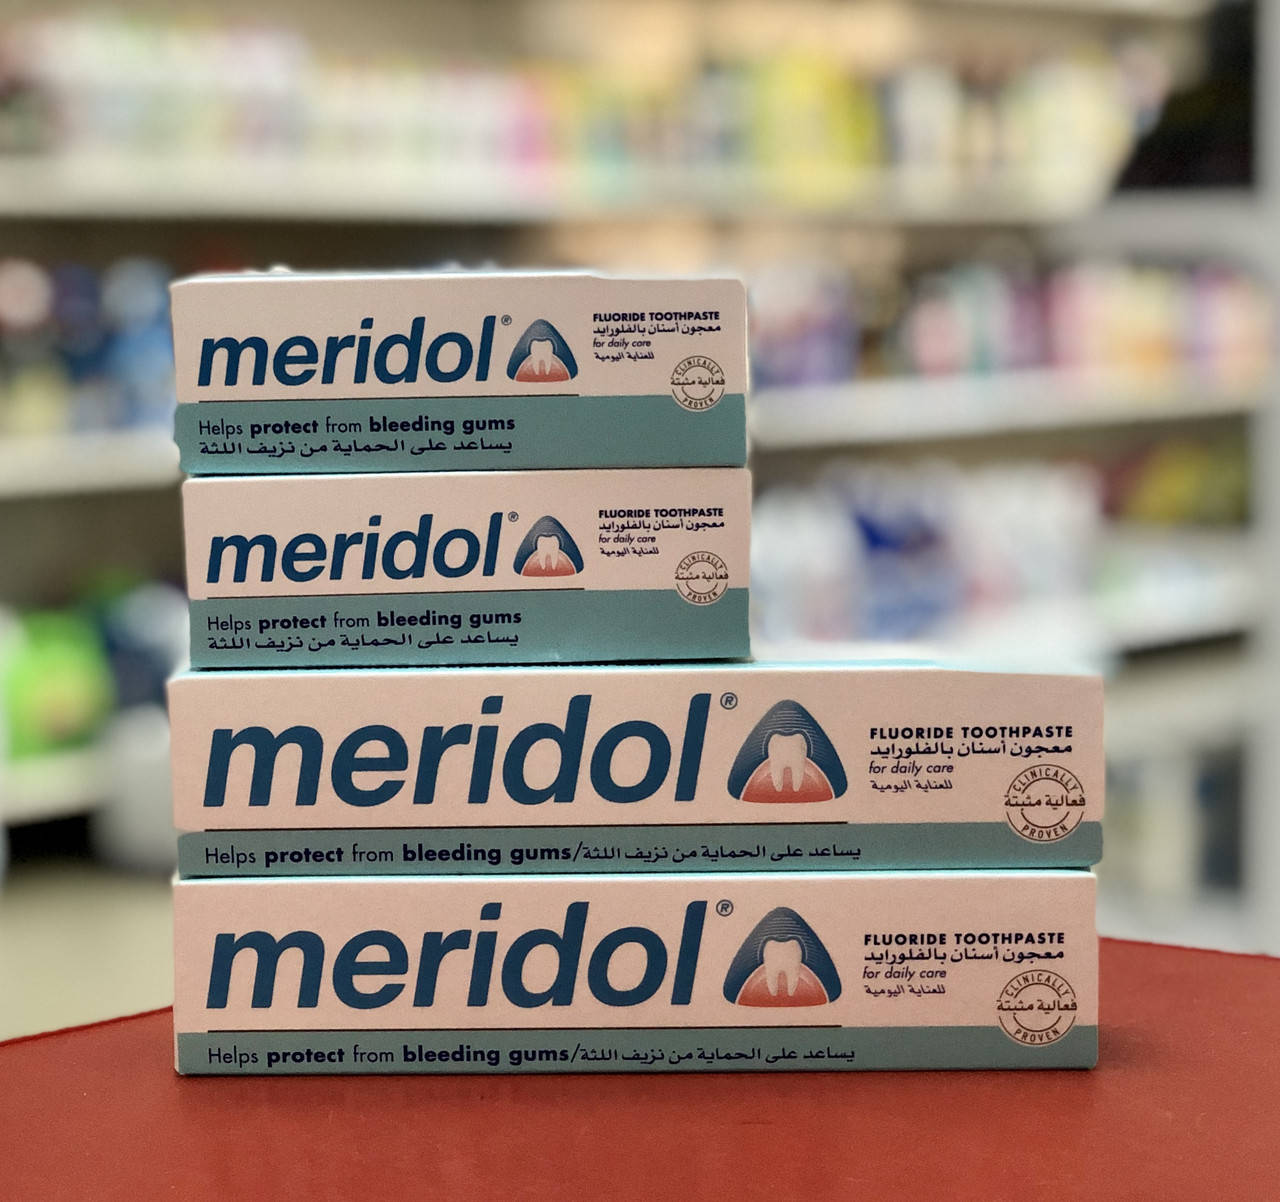 meridol®
FLUORIDE TOOTHPASTE
معجون أسنان بالفلورايد
for daily care
للعناية اليومية
CLINICALLY
فعالية مثبتة
PROVEN
Helps protect from bleeding gums
يساعد على الحماية من نزيف اللثة
meridol®
FLUORIDE TOOTHPASTE
معجون أسنان بالفلورايد
for daily care
للعناية اليومية
CLINICALLY
فعالية مثبتة
PROVEN
Helps protect from bleeding gums
يساعد على الحماية من نزيف اللثة
meridol®
FLUORIDE TOOTHPASTE
معجون أسنان بالفلورايد
for daily care
للعناية اليومية
CLINICALLY
فعالية مثبتة
PROVEN
Helps protect from bleeding gums/يساعد على الحماية من نزيف اللثة
meridol®
FLUORIDE TOOTHPASTE
معجون أسنان بالفلورايد
for daily care
للعناية اليومية
CLINICALLY
فعالية مثبتة
PROVEN
Helps protect from bleeding gums/يساعد على الحماية من نزيف اللثة